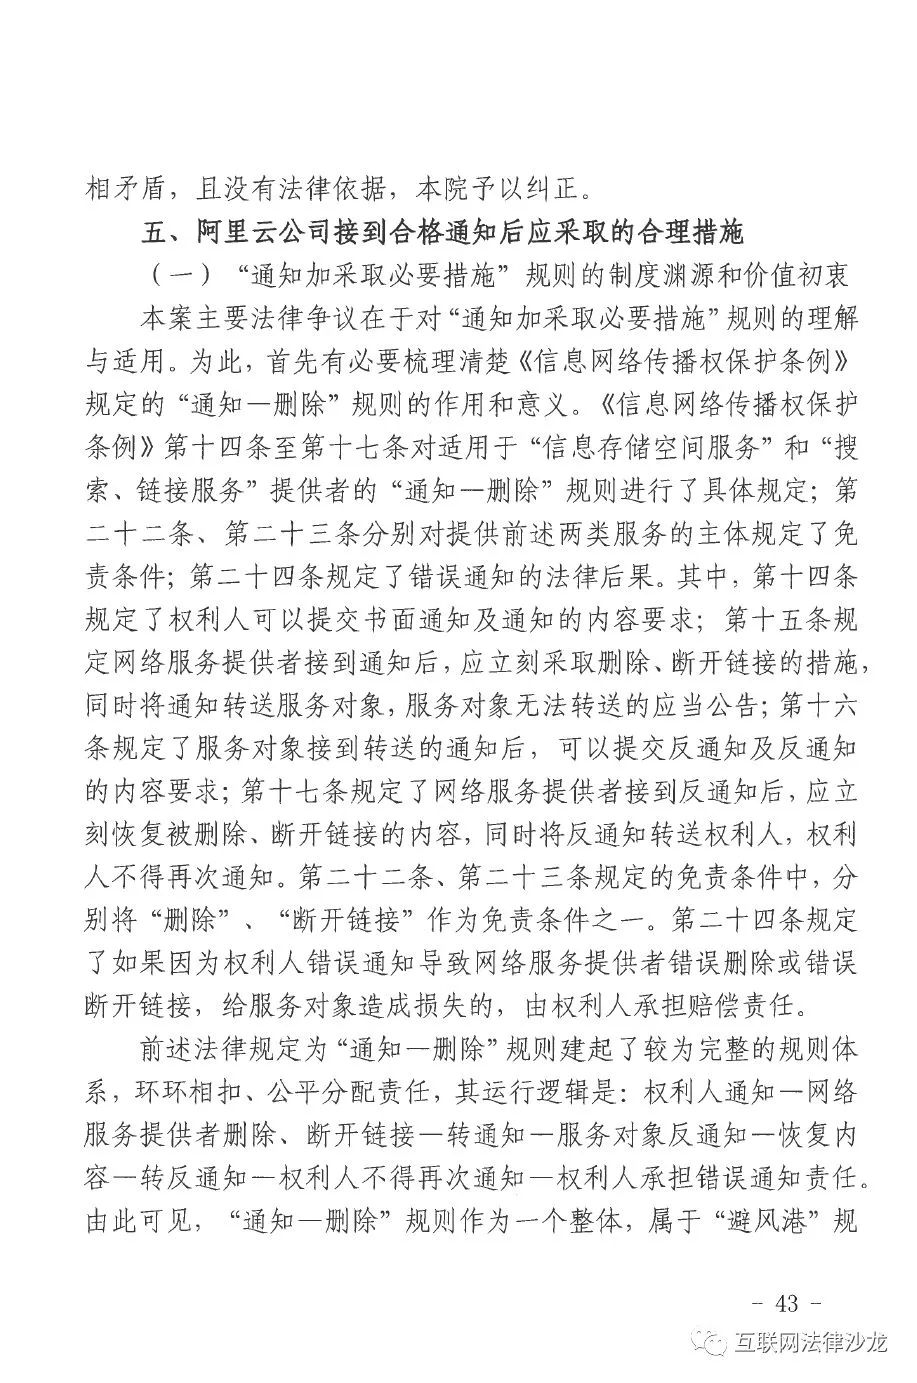 相矛盾，且没有法律依据，本院予以纠正。
五、阿里云公司接到合格通知后应采取的合理措施
（一）“通知加采取必要措施”规则的制度渊源和价值初衷
本案主要法律争议在于对“通知加采取必要措施”规则的理解
与适用。为此，首先有必要梳理清楚《信息网络传播权保护条例》
规定的“通知—删除”规则的作用和意义。《信息网络传播权保护
条例》第十四条至第十七条对适用于“信息存储空间服务”和“搜
索、链接服务”提供者的“通知—删除”规则进行了具体规定；第
二十二条、第二十三条分别对提供前述两类服务的主体规定了免
责条件；第二十四条规定了错误通知的法律后果。其中，第十四条
规定了权利人可以提交书面通知及通知的内容要求；第十五条规
定网络服务提供者接到通知后，应立刻采取删除、断开链接的措施，
同时将通知转送服务对象，服务对象无法转送的应当公告；第十六
条规定了服务对象接到转送的通知后，可以提交反通知及反通知
的内容要求；第十七条规定了网络服务提供者接到反通知后，应立
刻恢复被删除、断开链接的内容，同时将反通知转送权利人，权利
人不得再次通知。第二十二条、第二十三条规定的免责条件中，分
别将“删除”、“断开链接”作为免责条件之一。第二十四条规定
了如果因为权利人错误通知导致网络服务提供者错误删除或错误
断开链接，给服务对象造成损失的，由权利人承担赔偿责任。
前述法律规定为“通知—删除”规则建起了较为完整的规则体
系，环环相扣、公平分配责任，其运行逻辑是：权利人通知—网络
服务提供者删除、断开链接—转通知—服务对象反通知—恢复内
容—转反通知—权利人不得再次通知—权利人承担错误通知责任。
由此可见，“通知—删除”规则作为一个整体，属于“避风港”规
- 43 -
互联网法律沙龙